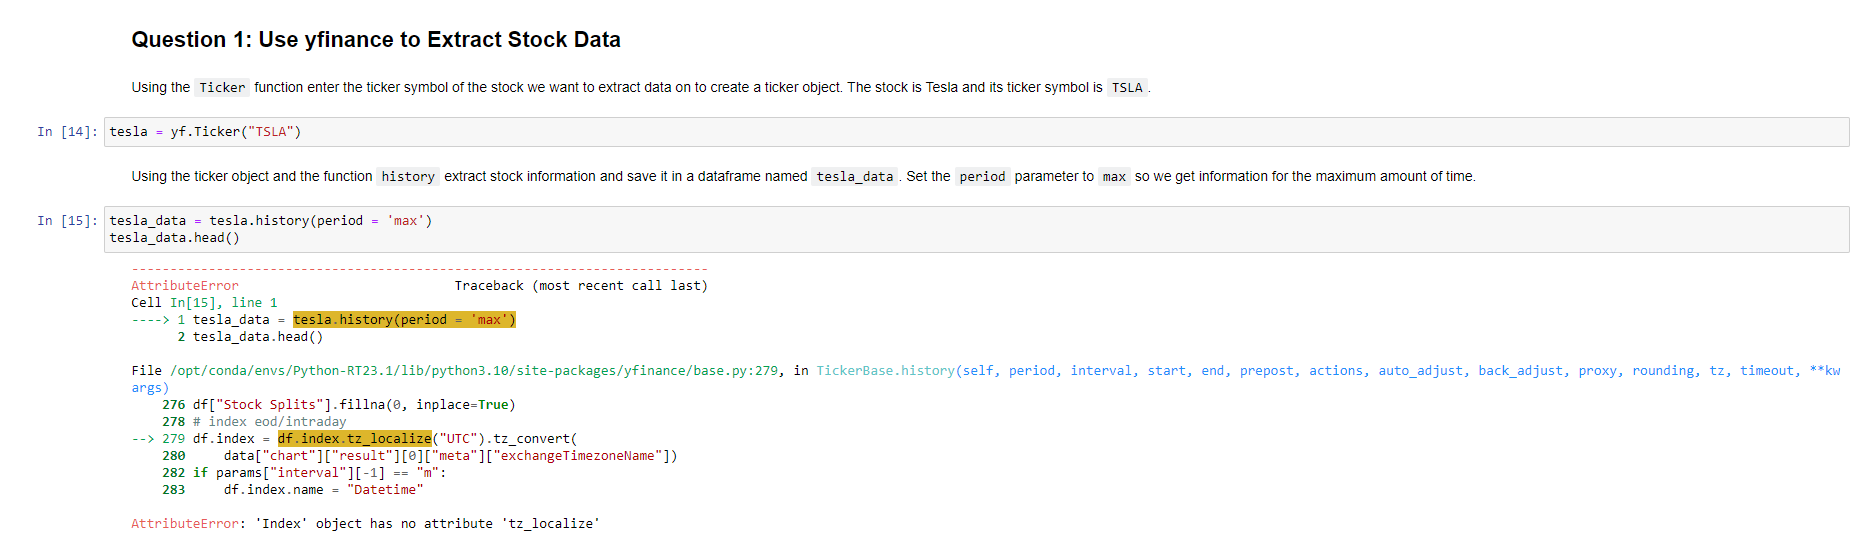 Question 1: Use yfinance to Extract Stock Data
Using the Ticker function enter the ticker symbol of the stock we want to extract data on to create a ticker object. The stock is Tesla and its ticker symbol is TSLA .
In [14]: tesla = yf.Ticker("TSLA")
Using the ticker object and the function history extract stock information and save it in a dataframe named tesla_data . Set the period parameter to max so we get information for the maximum amount of time.
In [15]: tesla_data = tesla.history(period = 'max')
tesla_data.head()
---------------------------------------------------------------------------
AttributeError                            Traceback (most recent call last)
Cell In[15], line 1
----> 1 tesla_data = tesla.history(period = 'max')
      2 tesla_data.head()
File /opt/conda/envs/Python-RT23.1/lib/python3.10/site-packages/yfinance/base.py:279, in TickerBase.history(self, period, interval, start, end, prepost, actions, auto_adjust, back_adjust, proxy, rounding, tz, timeout, **kw
args)
    276 df["Stock Splits"].fillna(0, inplace=True)
    278 # index eod/intraday
--> 279 df.index = df.index.tz_localize("UTC").tz_convert(
    280     data["chart"]["result"][0]["meta"]["exchangeTimezoneName"])
    282 if params["interval"][-1] == "m":
    283     df.index.name = "Datetime"
AttributeError: 'Index' object has no attribute 'tz_localize'